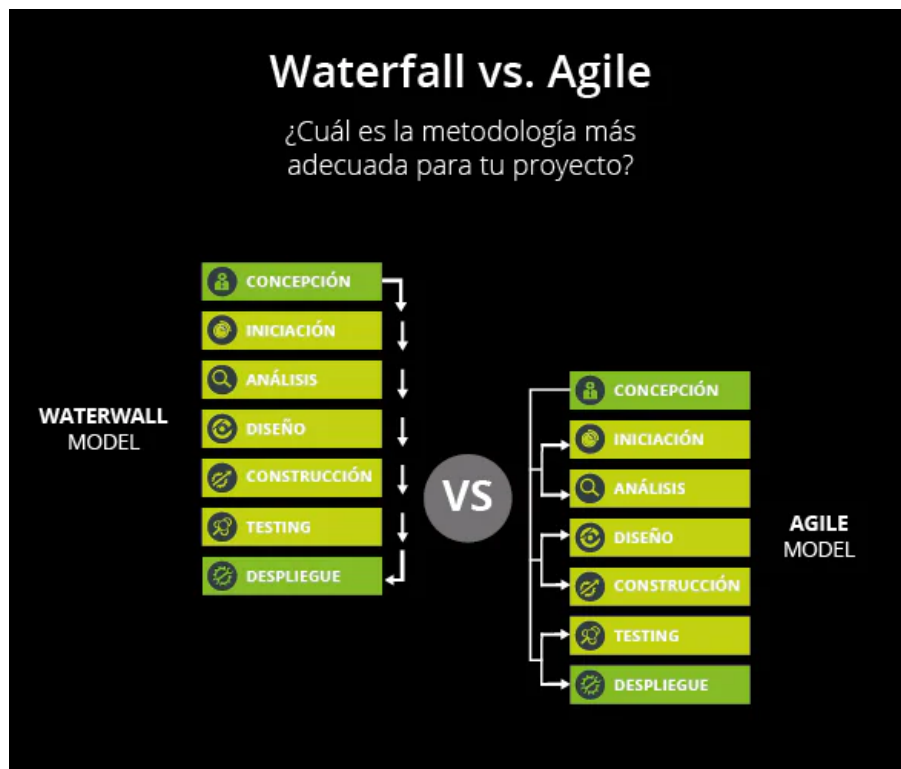 Waterfall vs. Agile
¿Cuál es la metodología más
adecuada para tu proyecto?
WATERWALL
MODEL
CONCEPCIÓN
INICIACIÓN
ANÁLISIS
DISEÑO
CONSTRUCCIÓN
TESTING
DESPLIEGUE
VS
CONCEPCIÓN
INICIACIÓN
ANÁLISIS
DISEÑO
CONSTRUCCIÓN
TESTING
DESPLIEGUE
AGILE
MODEL